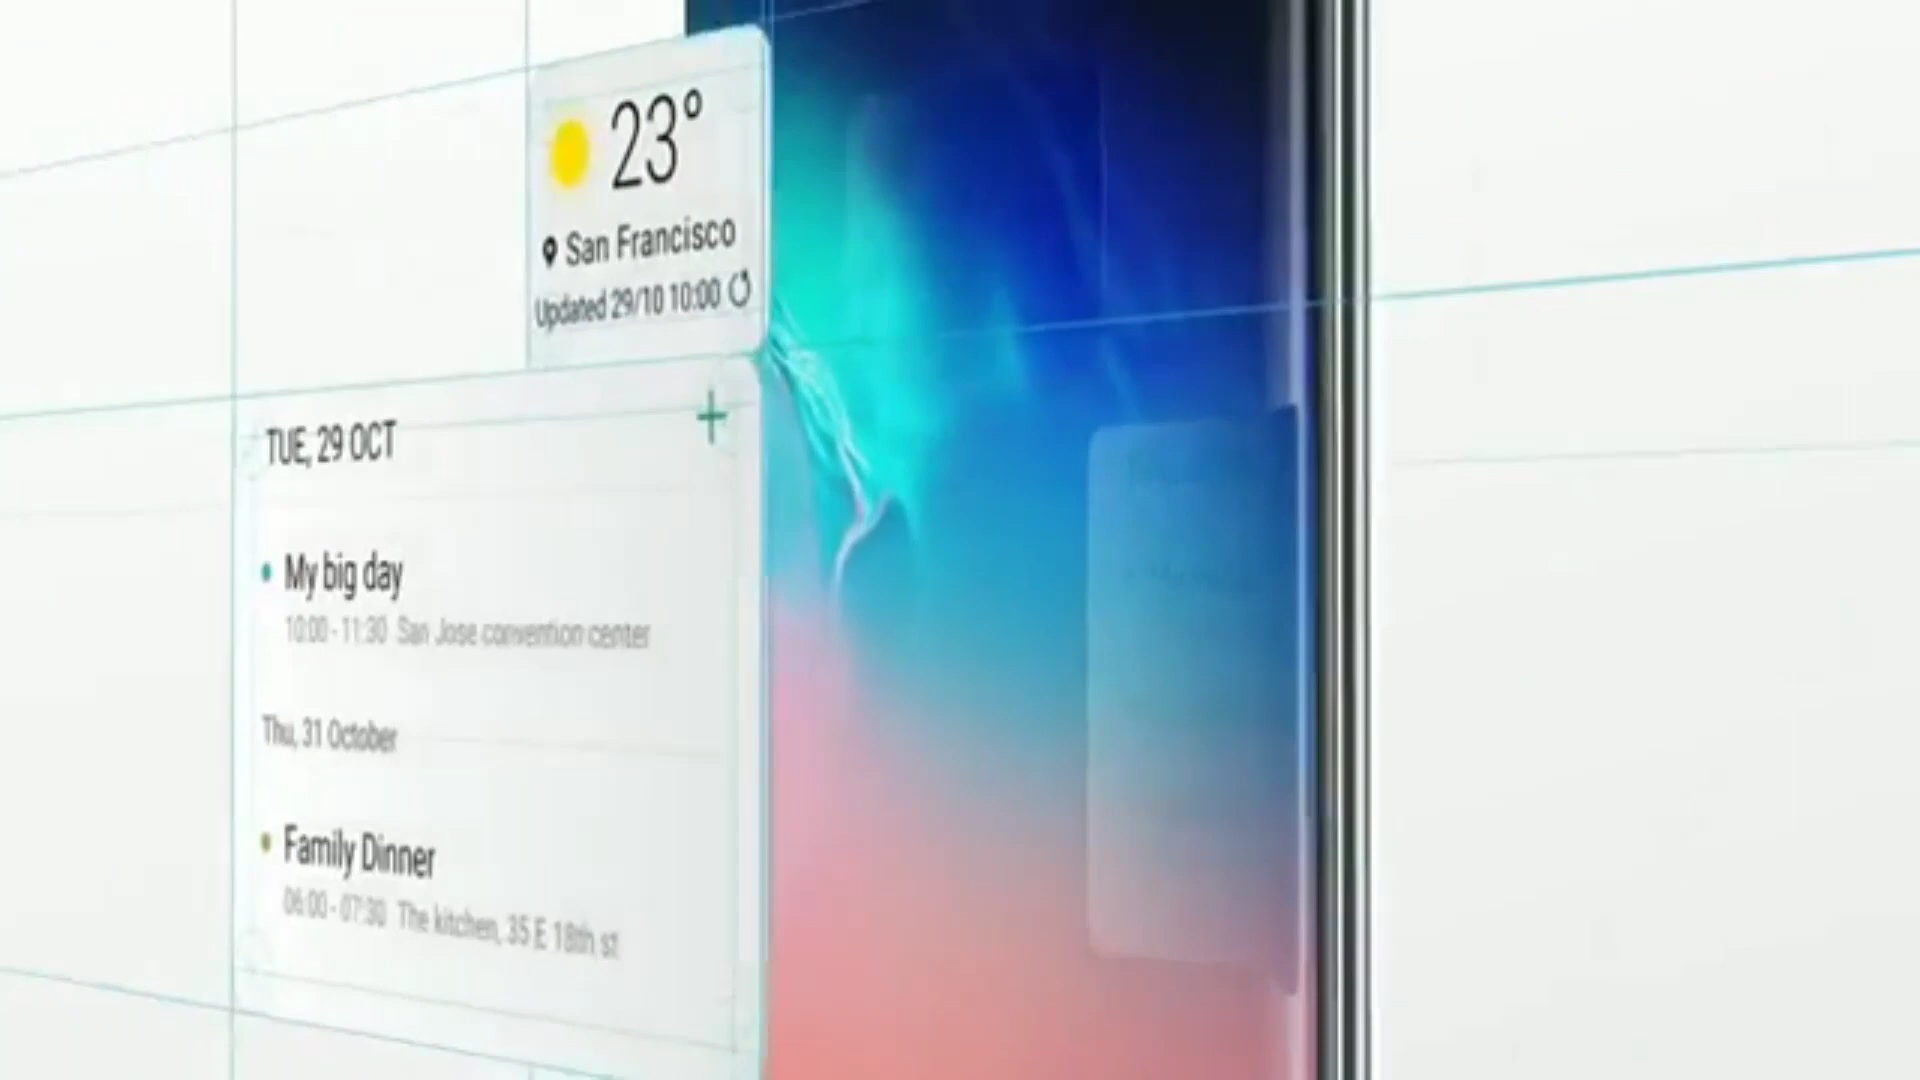 23°
San Francisco
Updated 29/10 10:00
TUE, 29 OCT
My big day
10:00 - 11:30 San Jose convention center
Thu, 31 October
Family Dinner
06:00 - 07:30 The kitchen, 35 E 18th st